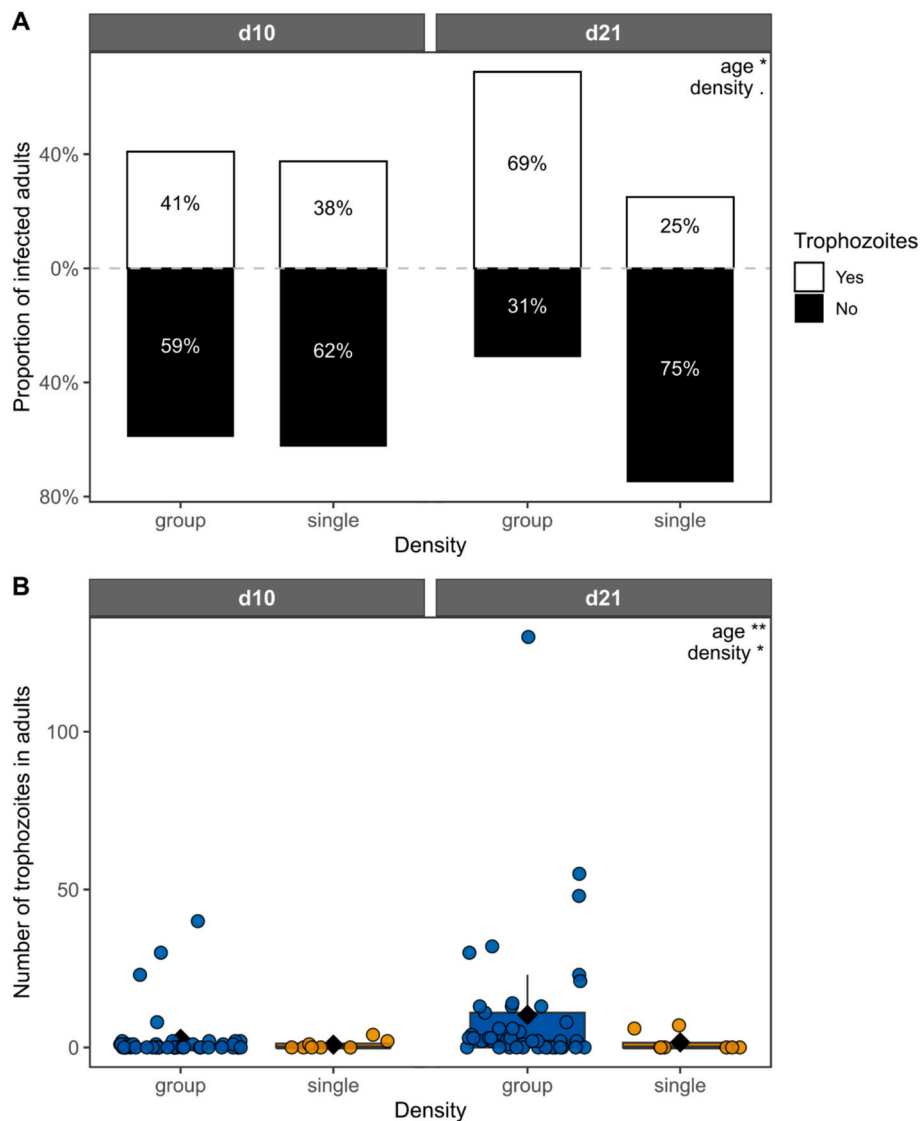 A
d10 d21
age *
density .
40%
0%
40%
80%
41% 38% 69% 25%
59% 62% 31% 75%
Proportion of infected adults
group single group single
Density
Trophozoites
Yes
No
B
d10 d21
age **
density *
100
50
0
Number of trophozoites in adults
group single group single
Density